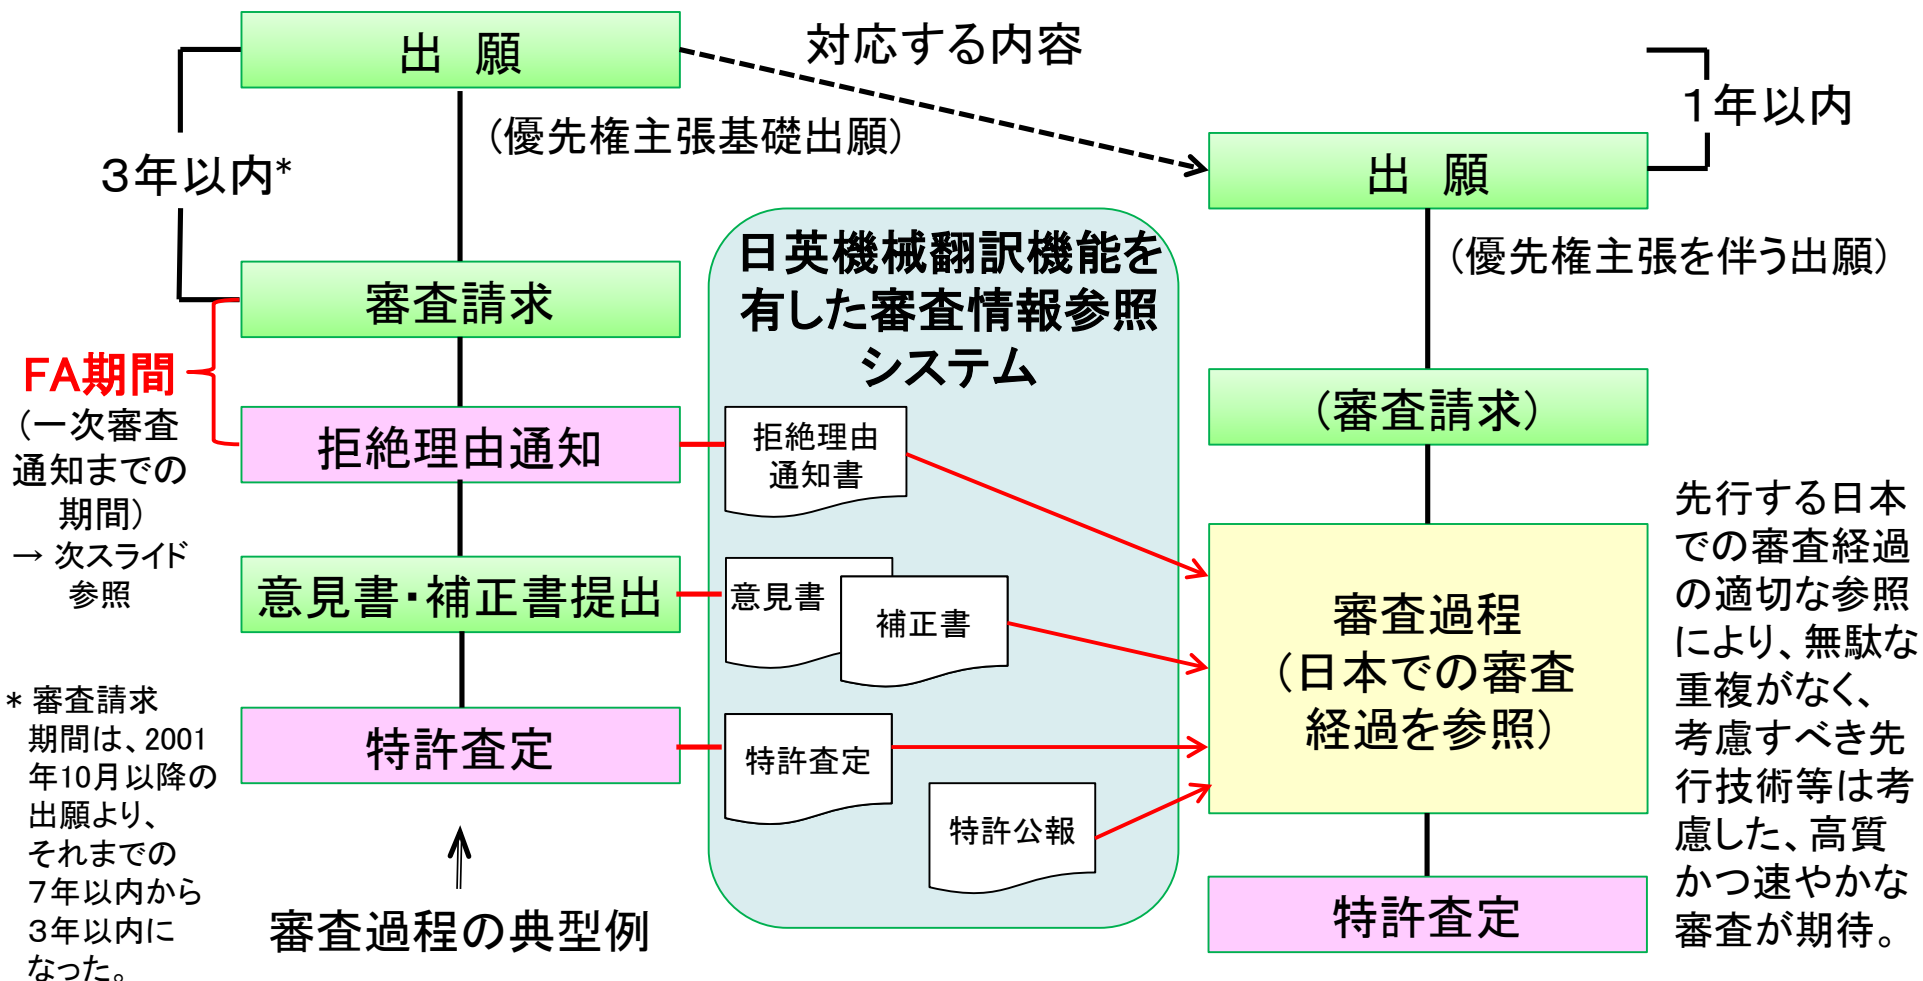 出 願
対応する内容
１年以内
(優先権主張基礎出願)
３年以内*
出 願
日英機械翻訳機能を
有した審査情報参照
システム
(優先権主張を伴う出願)
審査請求
FA期間
(一次審査
通知までの
期間)
→ 次スライド
参照
(審査請求)
拒絶理由通知
拒絶理由
通知書
意見書・補正書提出
意見書
補正書
審査過程
(日本での審査
経過を参照)
先行する日本
での審査経過
の適切な参照
により、無駄な
重複がなく、
考慮すべき先
行技術等は考
慮した、高質
かつ速やかな
審査が期待。
* 審査請求
期間は、2001
年10月以降の
出願より、
それまでの
７年以内から
３年以内に
なった。
特許査定
特許査定
特許公報
特許査定
審査過程の典型例